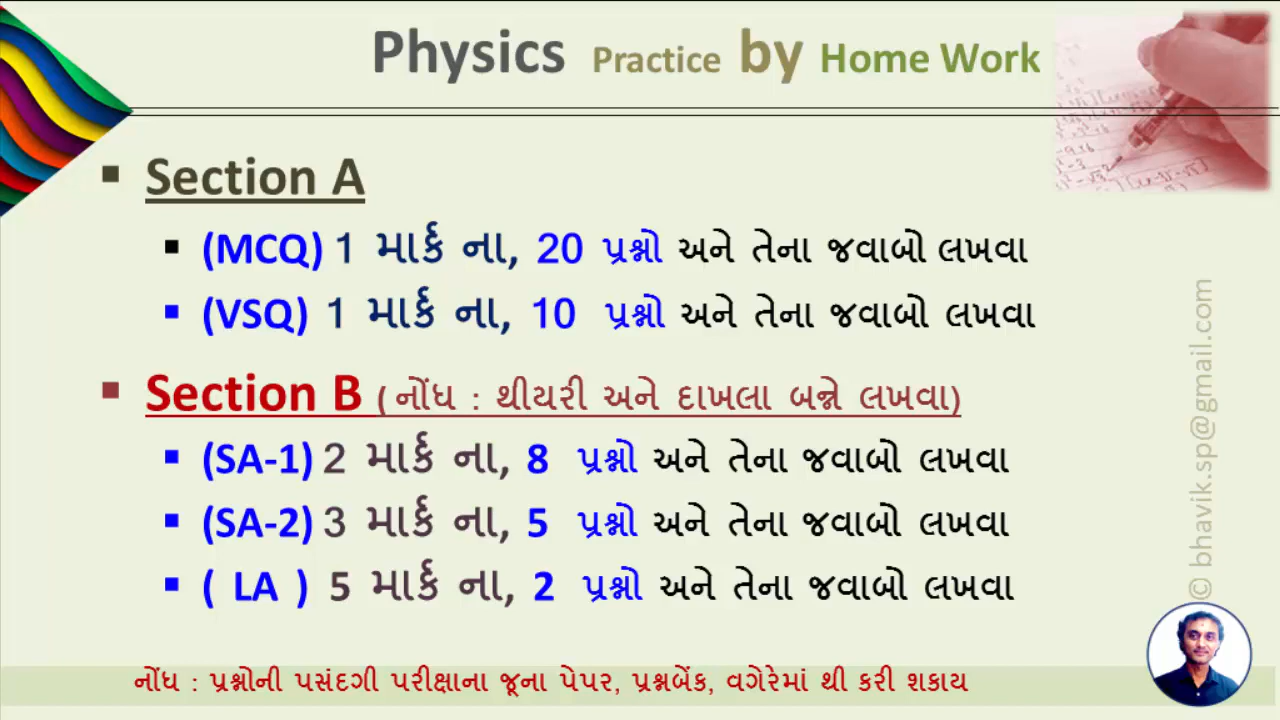 Physics Practice by Home Work
Section A
(MCQ) 1 માર્ક ના, 20 પ્રશ્નો અને તેના જવાબો લખવા
(VSQ) 1 માર્ક ના, 10 પ્રશ્નો અને તેના જવાબો લખવા
Section B ( નોંધ : થીયરી અને દાખલા બન્ને લખવા)
(SA-1) 2 માર્ક ના, 8 પ્રશ્નો અને તેના જવાબો લખવા
(SA-2) 3 માર્ક ના, 5 પ્રશ્નો અને તેના જવાબો લખવા
( LA ) 5 માર્ક ના, 2 પ્રશ્નો અને તેના જવાબો લખવા
નોંધ : પ્રશ્નોની પસંદગી પરીક્ષાના જૂના પેપર, પ્રશ્નબેંક, વગેરેમાં થી કરી શકાય
© bhavik.sp@gmail.com